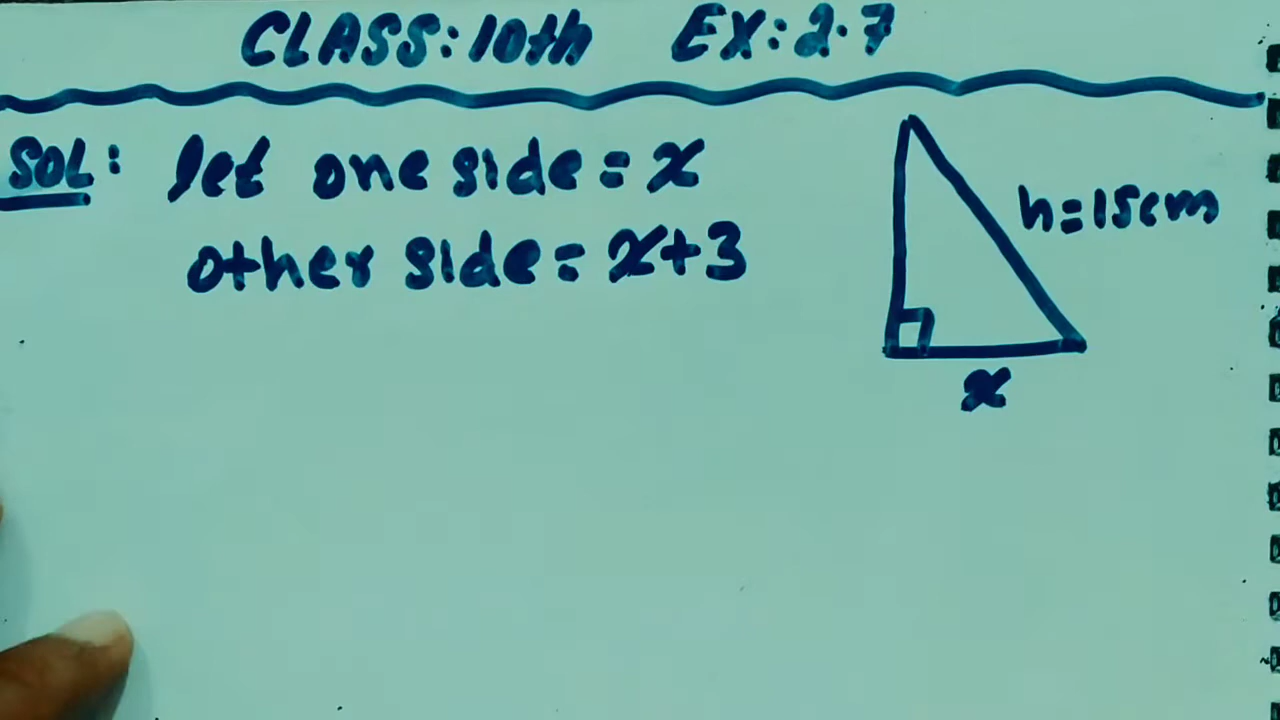 CLASS:10th EX:2.7
SOL: let one side = x
other side = x+3
h=15cm
x